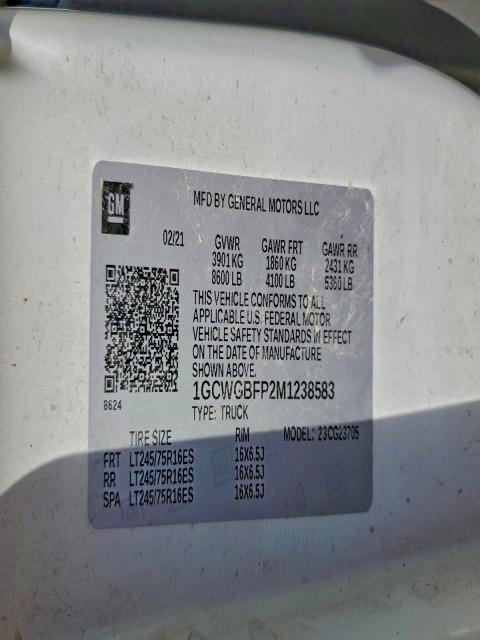 GM
MFD BY GENERAL MOTORS LLC
02/21 GVWR GAWR FRT GAWR RR
3901 KG 1860 KG 2431 KG
8600 LB 4100 LB 5360 LB
THIS VEHICLE CONFORMS TO ALL
APPLICABLE U.S. FEDERAL MOTOR
VEHICLE SAFETY STANDARDS IN EFFECT
ON THE DATE OF MANUFACTURE
SHOWN ABOVE.
8624
1GCWGBFP2M1238583
TYPE: TRUCK
TIRE SIZE RIM MODEL: 23CG23705
FRT LT245/75R16ES 16X6.5J
RR LT245/75R16ES 16X6.5J
SPA LT245/75R16ES 16X6.5J